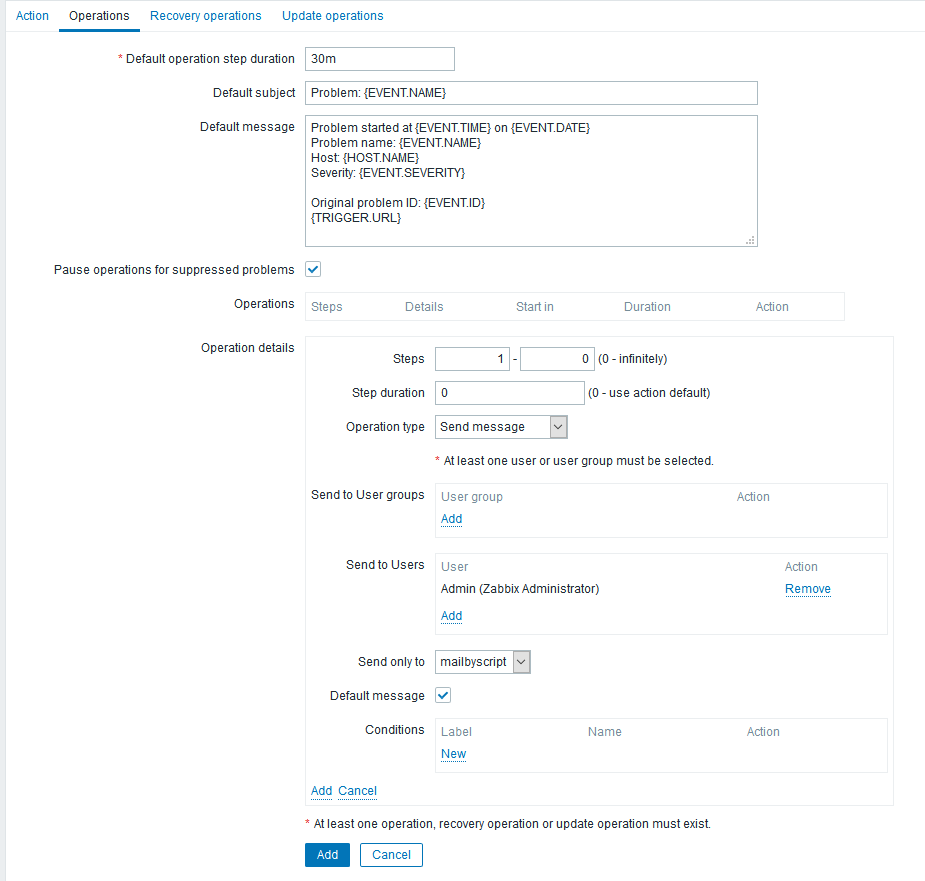 Action Operations Recovery operations Update operations
* Default operation step duration 30m
Default subject Problem: {EVENT.NAME}
Default message Problem started at {EVENT.TIME} on {EVENT.DATE}
Problem name: {EVENT.NAME}
Host: {HOST.NAME}
Severity: {EVENT.SEVERITY}
Original problem ID: {EVENT.ID}
{TRIGGER.URL}
Pause operations for suppressed problems
Operations Steps Details Start in Duration Action
Operation details
Steps 1 - 0 (0 - infinitely)
Step duration 0 (0 - use action default)
Operation type Send message
* At least one user or user group must be selected.
Send to User groups User group Action
Add
Send to Users User Action
Admin (Zabbix Administrator) Remove
Add
Send only to mailbyscript
Default message
Conditions Label Name Action
New
Add Cancel
* At least one operation, recovery operation or update operation must exist.
Add Cancel